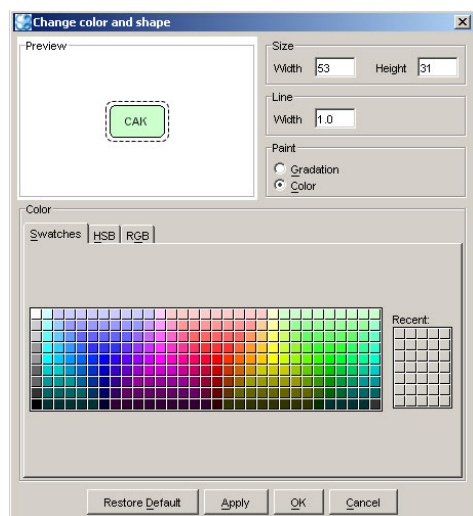 Change color and shape
Preview
CAK
Size
Width 53 Height 31
Line
Width 1.0
Paint
Gradation
Color
Color
Swatches HSB RGB
Recent:
Restore Default Apply OK Cancel